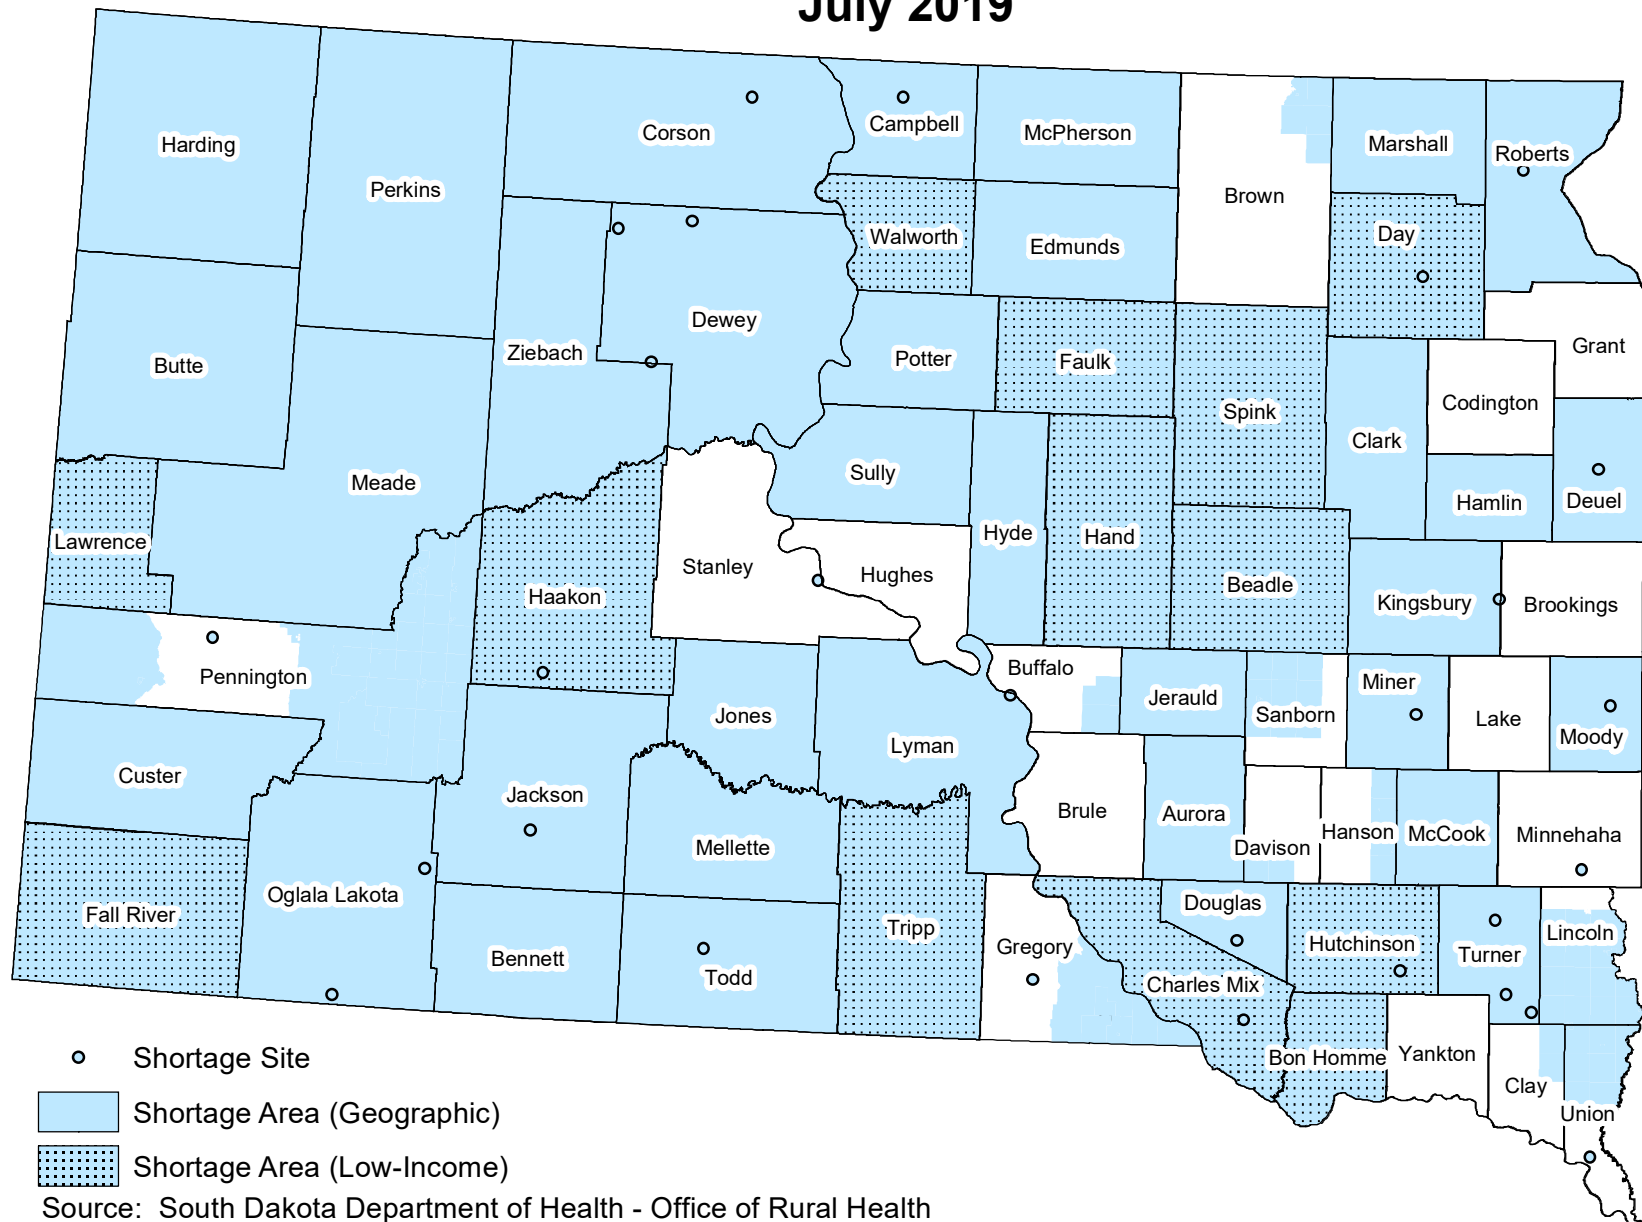 July 2019
Harding
Perkins
Corson
Campbell
McPherson
Brown
Marshall
Roberts
Walworth
Edmunds
Day
Butte
Ziebach
Dewey
Potter
Faulk
Spink
Grant
Codington
Clark
Meade
Sully
Hyde
Hand
Hamlin
Deuel
Lawrence
Haakon
Stanley
Hughes
Beadle
Kingsbury
Brookings
Pennington
Buffalo
Jerauld
Sanborn
Miner
Lake
Moody
Custer
Jones
Lyman
Jackson
Mellette
Brule
Aurora
Davison
Hanson
McCook
Minnehaha
Fall River
Oglala Lakota
Bennett
Todd
Tripp
Gregory
Douglas
Charles Mix
Hutchinson
Turner
Lincoln
Bon Homme
Yankton
Clay
Union
Shortage Site
Shortage Area (Geographic)
Shortage Area (Low-Income)
Source: South Dakota Department of Health - Office of Rural Health